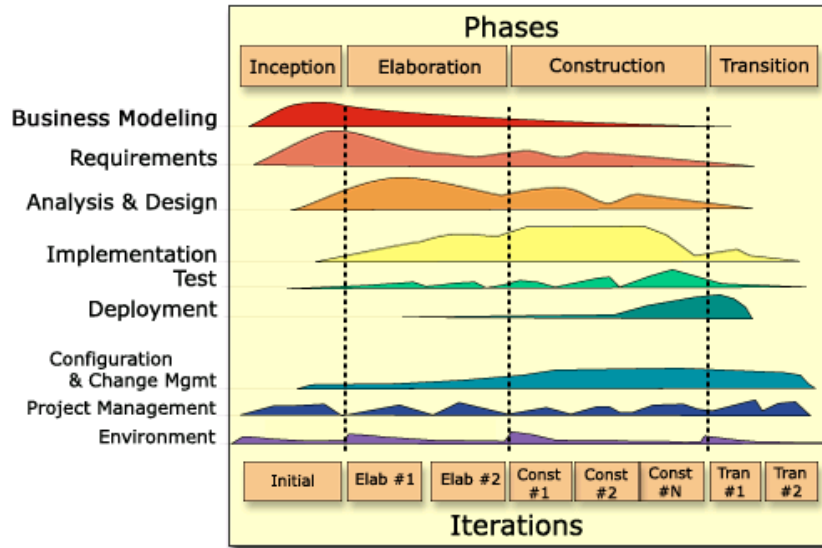 Phases
Inception Elaboration Construction Transition
Business Modeling
Requirements
Analysis & Design
Implementation
Test
Deployment
Configuration
& Change Mgmt
Project Management
Environment
Initial Elab #1 Elab #2 Const #1 Const #2 Const #N Tran #1 Tran #2
Iterations